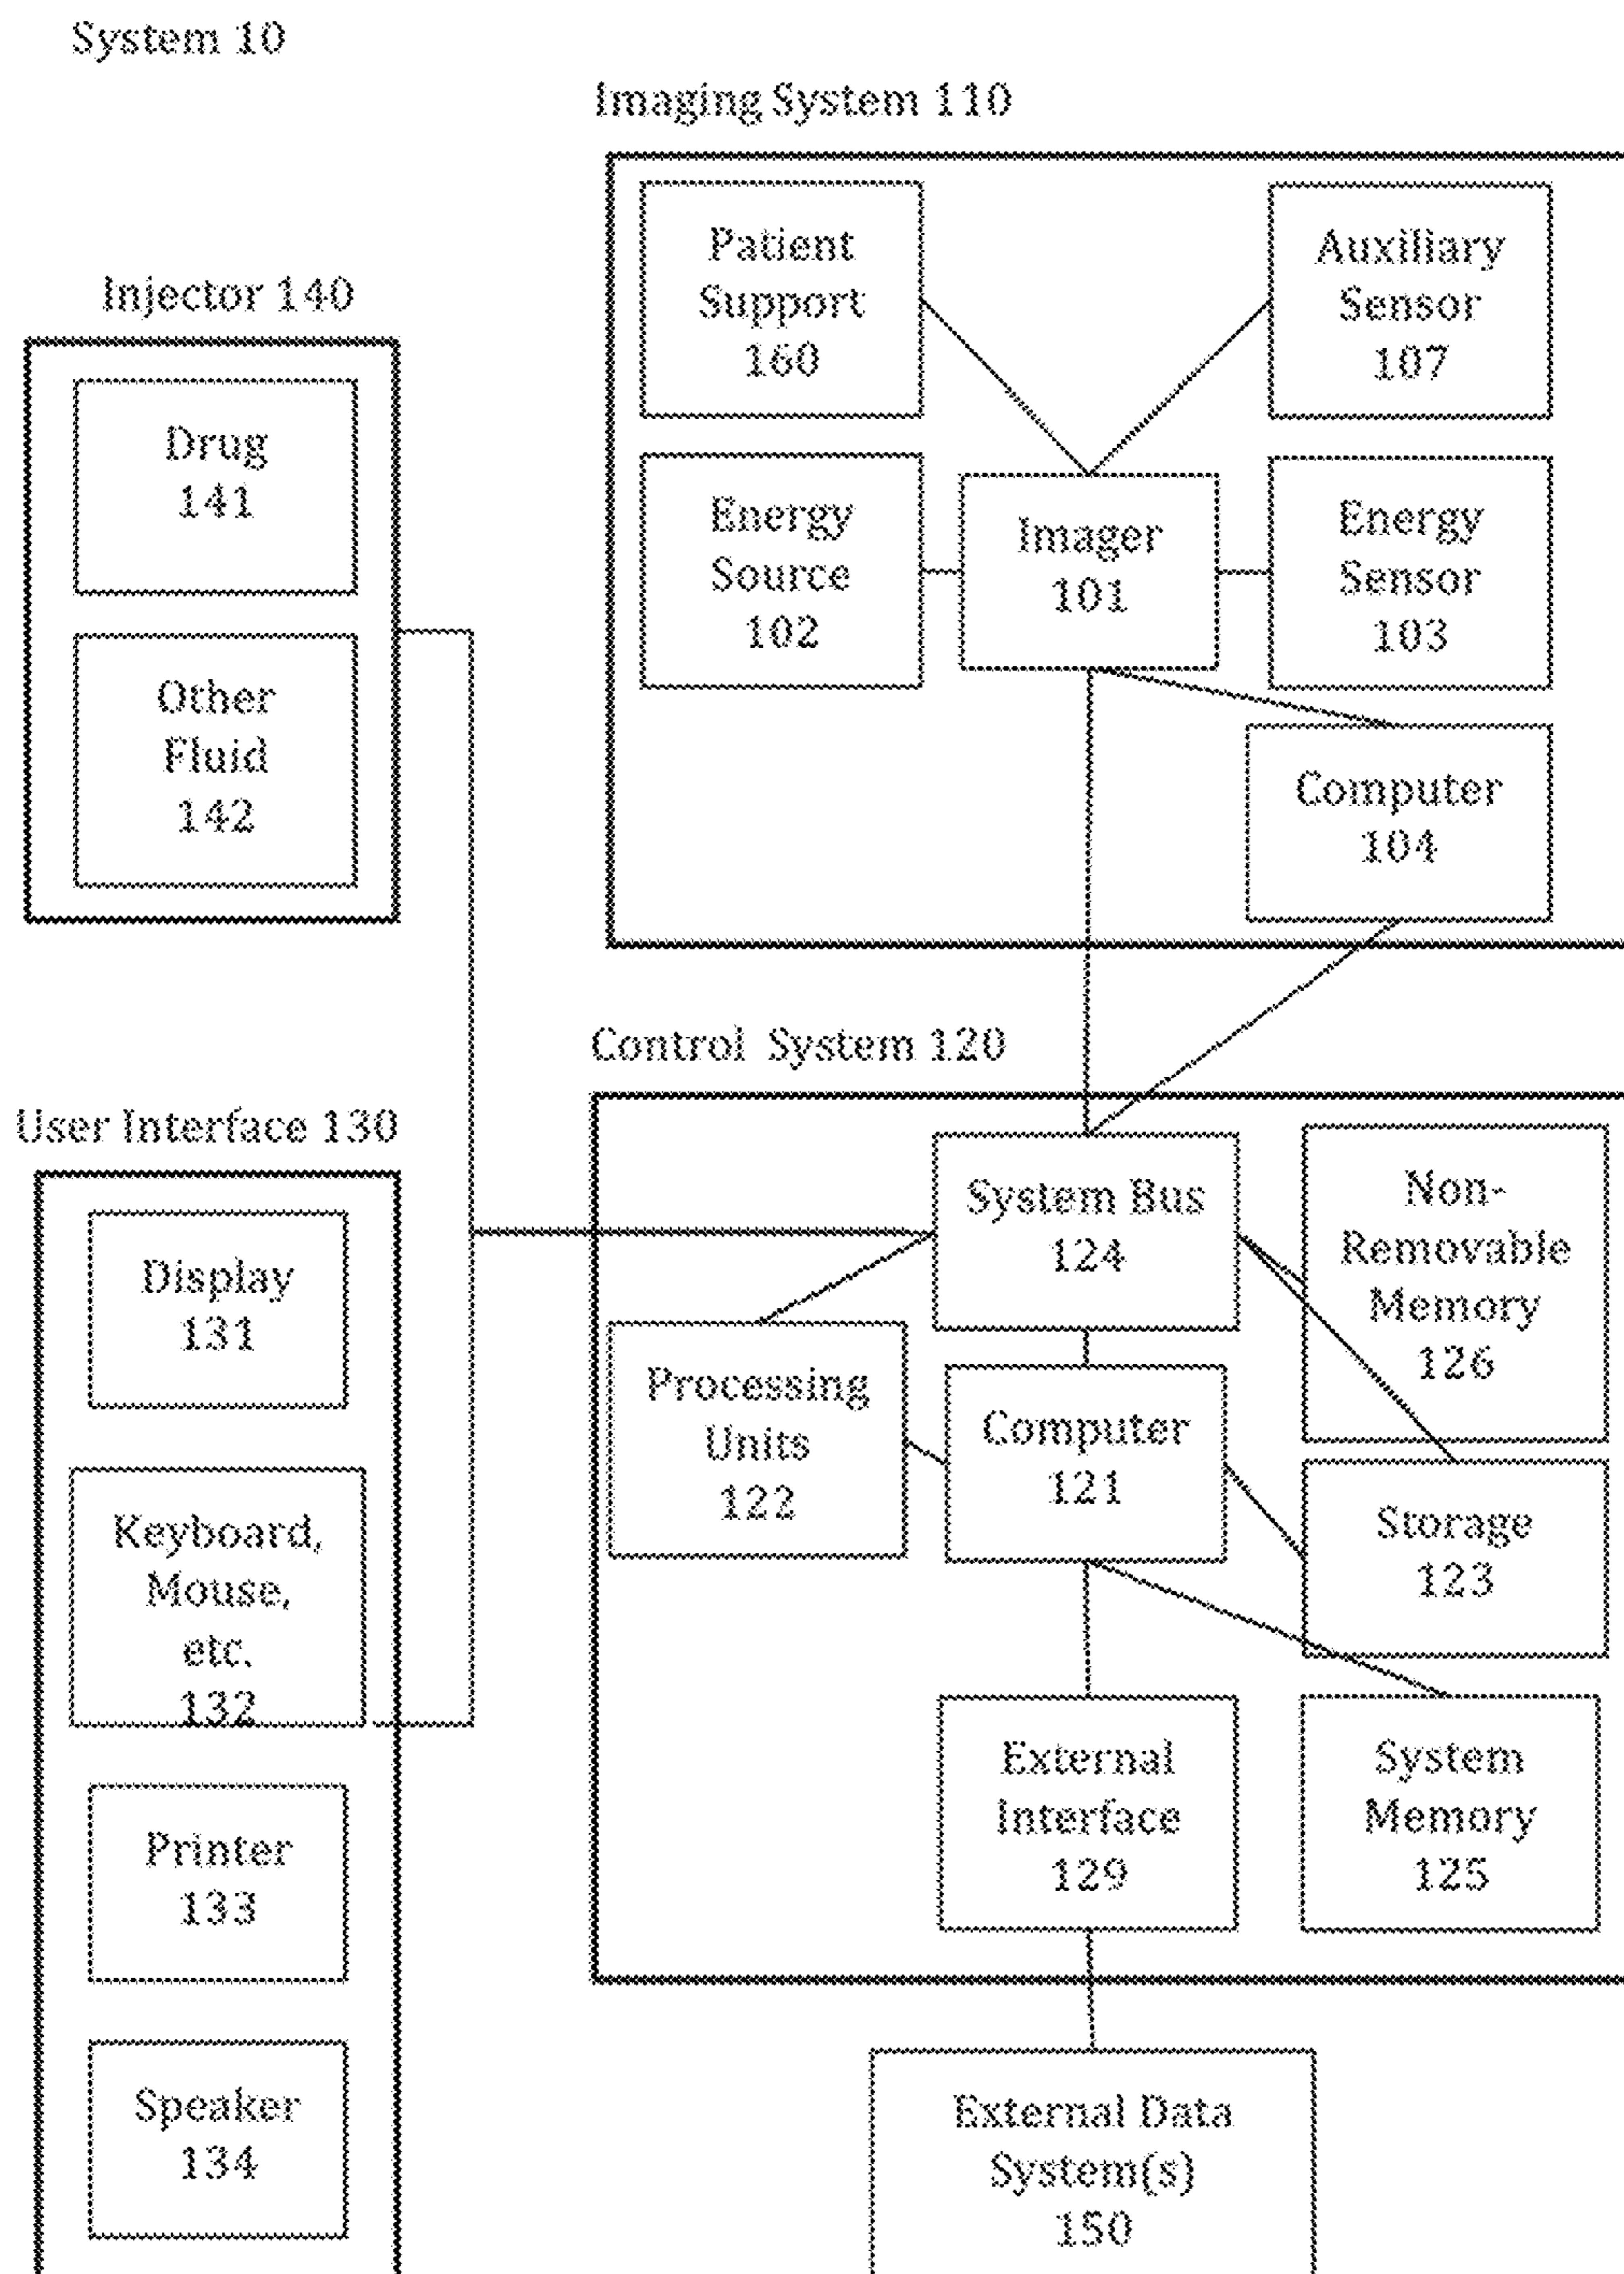 System 10
Imaging System 110
Patient
Support
160
Auxiliary
Sensor
107
Injector 140
Drug
141
Energy
Source
102
Imager
101
Energy
Sensor
103
Other
Fluid
142
Computer
104
Control System 120
User Interface 130
System Bus
124
Non-
Removable
Memory
126
Display
131
Processing
Units
122
Computer
121
Storage
123
Keyboard,
Mouse,
etc.
132
External
Interface
129
System
Memory
125
Printer
133
Speaker
134
External Data
System(s)
150